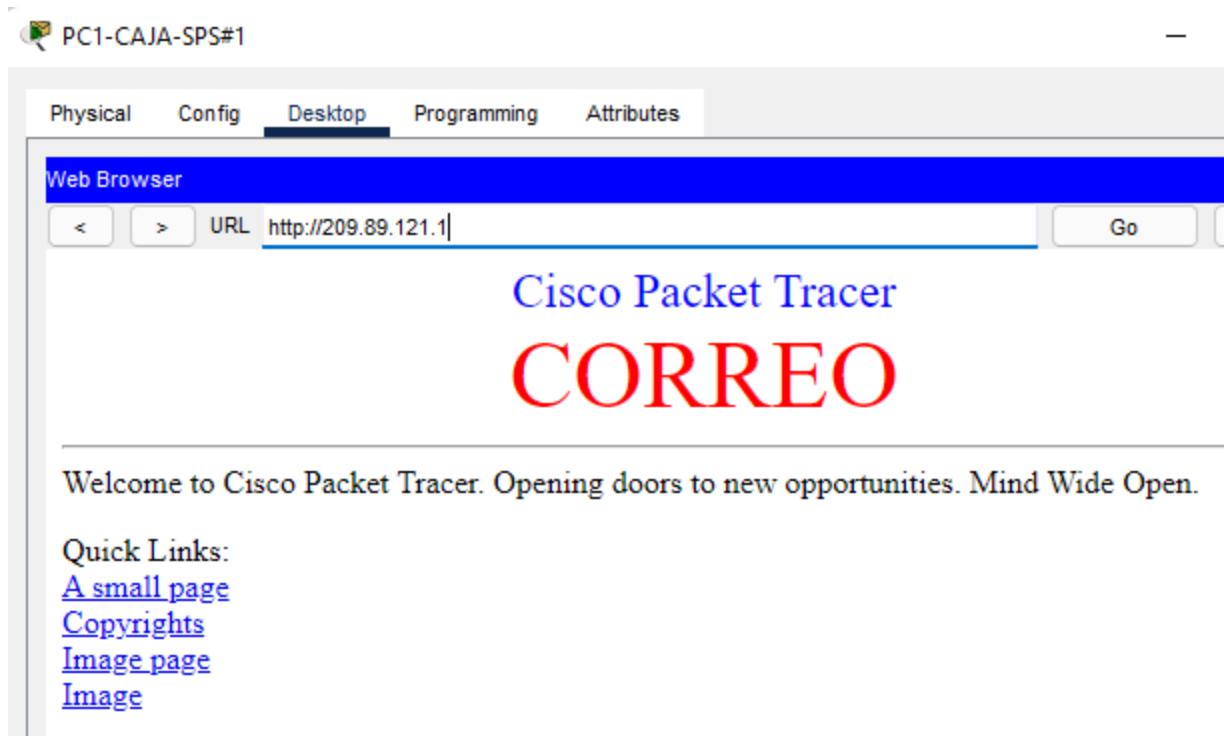 PC1-CAJA-SPS#1
Physical Config Desktop Programming Attributes
Web Browser
< > URL http://209.89.121.1 Go
Cisco Packet Tracer
CORREO
Welcome to Cisco Packet Tracer. Opening doors to new opportunities. Mind Wide Open.
Quick Links:
A small page
Copyrights
Image page
Image